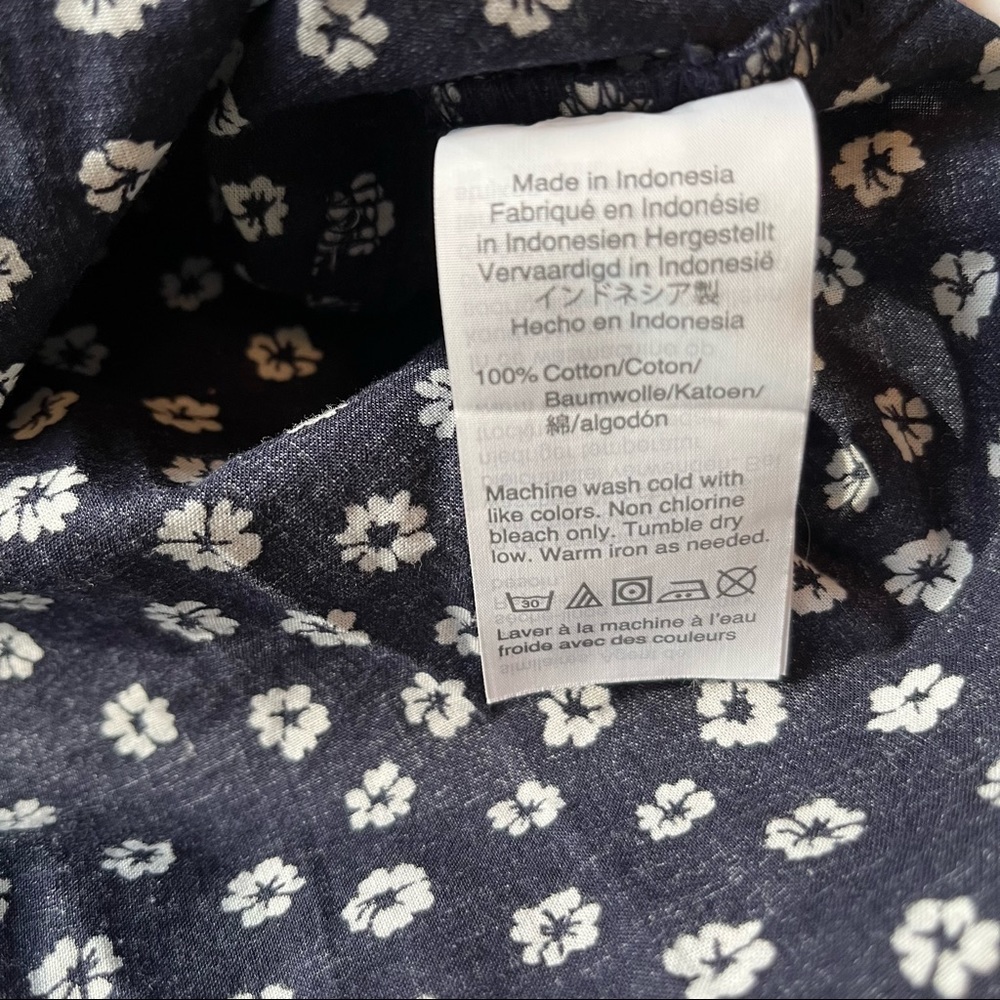 Made in Indonesia
Fabriqué en Indonésie
in Indonesien Hergestellt
Vervaardigd in Indonesië
インドネシア製
Hecho en Indonesia
100% Cotton/Coton/
Baumwolle/Katoen/
綿/algodón
Machine wash cold with
like colors. Non chlorine
bleach only. Tumble dry
low. Warm iron as needed.
30
Laver à la machine à l'eau
froide avec des couleurs